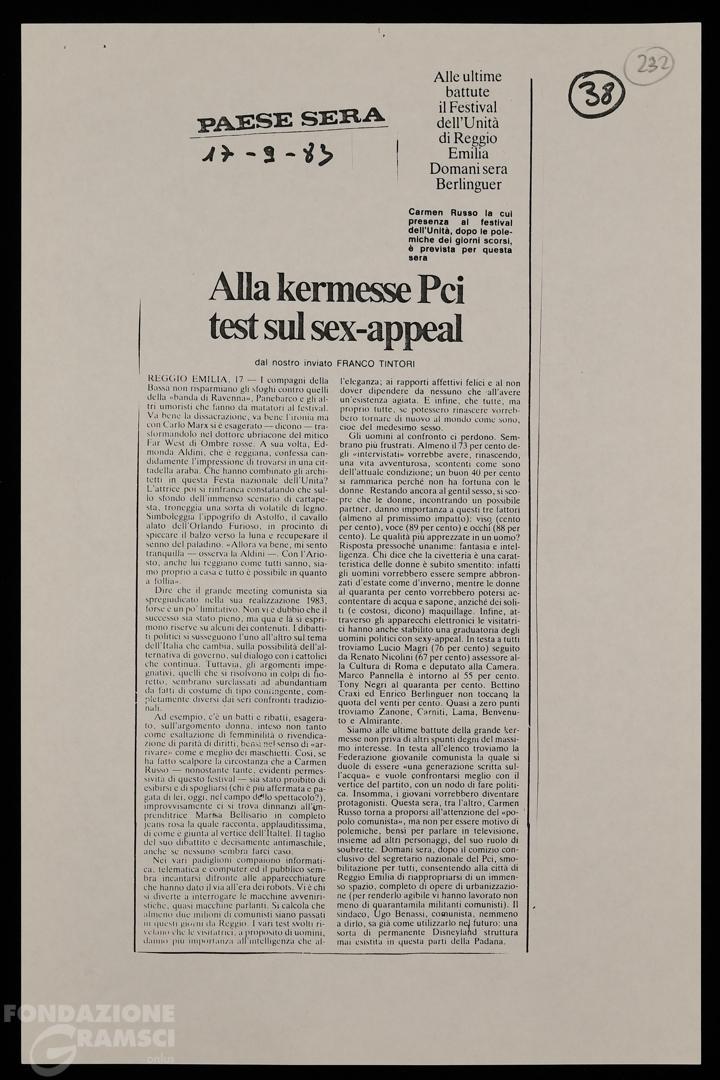 232
38
PAESE SERA
17-9-83
Alle ultime
battute
il Festival
dell'Unità
di Reggio
Emilia
Domani sera
Berlinguer
Carmen Russo la cui
presenza al festival
dell'Unità, dopo le pole-
miche dei giorni scorsi,
è prevista per questa
sera
Alla kermesse Pci
test sul sex-appeal
dal nostro inviato FRANCO TINTORI
REGGIO EMILIA, 17 — I compagni della
Bassa non risparmiano gli sfoghi contro quelli
della «banda di Ravenna», Panebarco e gli al-
tri umoristi che fanno da matatori al festival.
Va bene la dissacrazione, va bene l'ironia ma
con Carlo Marx si è esagerato — dicono — tra-
sformandolo nel dottore ubriacone del mitico
Far West di Ombre rosse. A sua volta, Ed-
monda Aldini, che è reggiana, confessa can-
didamente l'impressione di trovarsi in una cit-
tadella araba. Che hanno combinato gli archi-
tetti in questa Festa nazionale dell'Unità?
L'attrice poi si rinfranca constatando che sul-
lo sfondo dell'immenso scenario di cartape-
sta, troneggia una sorta di volatile di legno.
Simboleggia l'ippogrifo di Astolfo, il cavallo
alato dell'Orlando Furioso, in procinto di
spiccare il balzo verso la luna e recuperare il
senno del paladino. «Allora va bene, mi sento
tranquilla — osserva la Aldini —. Con l'Ario-
sto, anche lui reggiano come tutti sanno, sia-
mo proprio a casa e tutto è possibile in quanto
a follia».
Dire che il grande meeting comunista sia
spregiudicato nella sua realizzazione 1983,
forse è un po' limitativo. Non vi è dubbio che il
successo sia stato pieno, ma qua e là si espri-
mono riserve su alcuni dei contenuti. I dibatti-
ti politici si susseguono l'uno all'altro sul tema
dell'Italia che cambia, sulla possibilità dell'al-
ternativa di governo, sul dialogo con i cattolici
che continua. Tuttavia, gli argomenti impe-
gnativi, quelli che si risolvono in colpi di fio-
retto, sembrano surclassati ad abundantiam
da fatti di costume di tipo contingente, com-
pletamente diversi dai seri confronti tradizio-
nali.
Ad esempio, c'è un batti e ribatti, esagera-
to, sull'argomento donna, inteso non tanto
come esaltazione di femminilità o rivendica-
zione di parità di diritti, bensì nel senso di «ar-
rivare» come e meglio dei maschietti. Così, se
ha fatto scalpore la circostanza che a Carmen
Russo — nonostante tante, evidenti permes-
sività di questo festival — sia stato proibito di
esibirsi e di spogliarsi (chi è più affermata e pa-
gata di lei, oggi, nel campo dello spettacolo?),
improvvisamente ci si trova dinnanzi all'im-
prenditrice Marisa Bellisario in completo
jeans rosa la quale racconta, applauditissima,
di come è giunta al vertice dell'Italtel. Il taglio
del suo dibattito è decisamente antimaschile,
anche se nessuno sembra farci caso.
Nei vari padiglioni compaiono informati-
ca, telematica e computer ed il pubblico sem-
bra incantarsi difronte alle apparecchiature
che hanno dato il via all'era dei robots. Vi è chi
si diverte a interrogare le macchine avveniri-
stiche, quasi macchine parlanti. Si calcola che
almeno due milioni di comunisti siano passati
in questi giorni da Reggio. I vari test svolti ri-
velano che le visitatrici, a proposito di uomini,
danno più importanza all'intelligenza che al-
l'eleganza; ai rapporti affettivi felici e al non
dover dipendere da nessuno che all'avere
un'esistenza agiata. E infine, che tutte, ma
proprio tutte, se potessero rinascere vorreb-
bero tornare di nuovo al mondo come sono,
cioè del medesimo sesso.
Gli uomini al confronto ci perdono. Sem-
brano più frustrati. Almeno il 73 per cento de-
gli «intervistati» vorrebbe avere, rinascendo,
una vita avventurosa, scontenti come sono
dell'attuale condizione; un buon 40 per cento
si rammarica perché non ha fortuna con le
donne. Restando ancora al gentil sesso, si sco-
pre che le donne, incontrando un possibile
partner, danno importanza a questi tre fattori
(almeno al primissimo impatto): viso (cento
per cento), voce (89 per cento) e occhi (88 per
cento). Le qualità più apprezzate in un uomo?
Risposta pressoché unanime: fantasia e intel-
ligenza. Chi dice che la civetteria è una carat-
teristica delle donne è subito smentito: infatti
gli uomini vorrebbero essere sempre abbron-
zati d'estate come d'inverno, mentre le donne
al quaranta per cento vorrebbero potersi ac-
contentare di acqua e sapone, anziché dei soli-
ti (e costosi, dicono) maquillage. Infine, at-
traverso gli apparecchi elettronici le visitatri-
ci hanno anche stabilito una graduatoria degli
uomini politici con sexy-appeal. In testa a tutti
troviamo Lucio Magri (76 per cento) seguito
da Renato Nicolini (67 per cento) assessore al-
la Cultura di Roma e deputato alla Camera.
Marco Pannella è intorno al 55 per cento.
Tony Negri al quaranta per cento. Bettino
Craxi ed Enrico Berlinguer non toccano la
quota del venti per cento. Quasi a zero punti
troviamo Zanone, Carniti, Lama, Benvenu-
to e Almirante.
Siamo alle ultime battute della grande ker-
messe non priva di altri spunti degni del massi-
mo interesse. In testa all'elenco troviamo la
Federazione giovanile comunista la quale si
duole di essere «una generazione scritta sul-
l'acqua» e vuole confrontarsi meglio con il
vertice del partito, con un nodo di fare politi-
ca. Insomma, i giovani vorrebbero diventare
protagonisti. Questa sera, tra l'altro, Carmen
Russo torna a proporsi all'attenzione del «po-
polo comunista», ma non per essere motivo di
polemiche, bensì per parlare in televisione,
insieme ad altri personaggi, del suo ruolo di
soubrette. Domani sera, dopo il comizio con-
clusivo del segretario nazionale del Pci, smo-
bilitazione per tutti, consentendo alla città di
Reggio Emilia di riappropriarsi di un immen-
so spazio, completo di opere di urbanizzazio-
ne (per renderlo agibile vi hanno lavorato non
meno di quarantamila militanti comunisti). Il
sindaco, Ugo Benassi, comunista, nemmeno
a dirlo, sa già come utilizzarlo nel futuro: una
sorta di permanente Disneyland struttura
mai esistita in questa parti della Padana.
FONDAZIONE
GRAMSCI
onlus